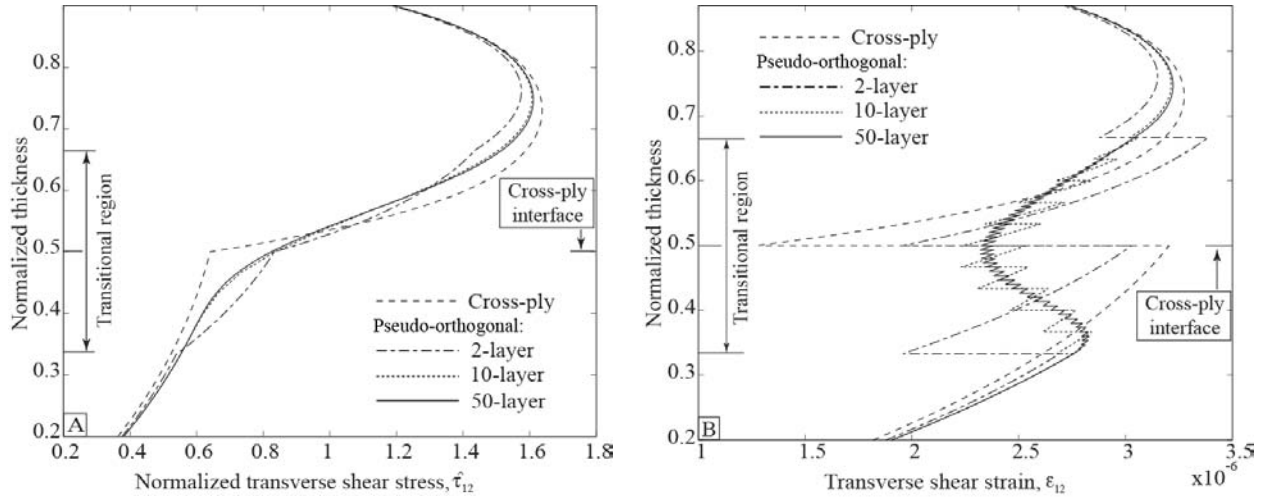 0.8
0.7
0.6
0.5
0.4
0.3
0.2
Normalized thickness
Transitional region
Cross-ply
interface
Cross-ply
Pseudo-orthogonal:
2-layer
10-layer
50-layer
A
0.2
0.4
0.6
0.8
1
1.2
1.4
1.6
1.8
Normalized transverse shear stress, τ̂₁₂
0.8
0.7
0.6
0.5
0.4
0.3
0.2
Normalized thickness
Cross-ply
Pseudo-orthogonal:
2-layer
10-layer
50-layer
Transitional region
Cross-ply
interface
B
1
1.5
2
2.5
3
3.5
x10⁻⁶
Transverse shear strain, ε₁₂